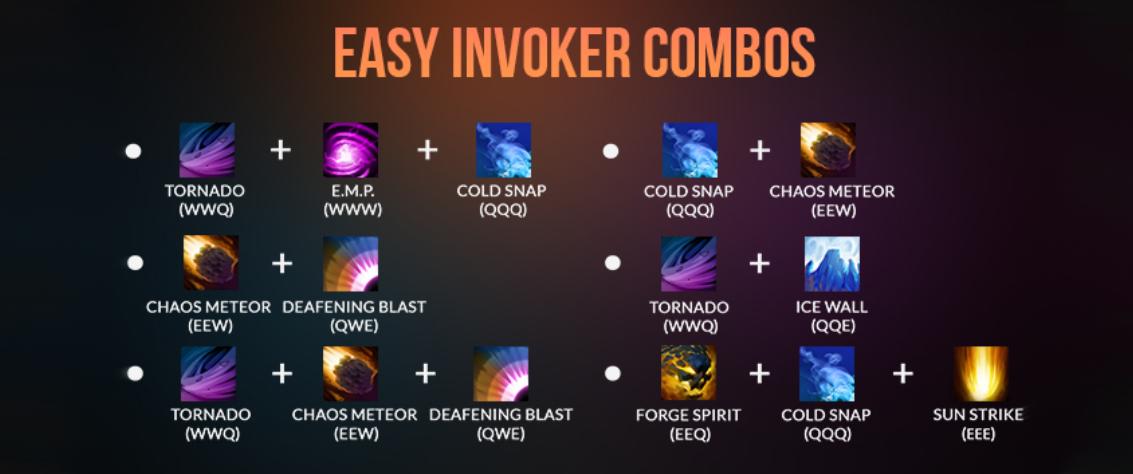 EASY INVOKER COMBOS
TORNADO + E.M.P. + COLD SNAP
(WWQ) (WWW) (QQQ)
COLD SNAP + CHAOS METEOR
(QQQ) (EEW)
CHAOS METEOR + DEAFENING BLAST
(EEW) (QWE)
TORNADO + ICE WALL
(WWQ) (QQE)
TORNADO + CHAOS METEOR + DEAFENING BLAST
(WWQ) (EEW) (QWE)
FORGE SPIRIT + COLD SNAP + SUN STRIKE
(EEQ) (QQQ) (EEE)